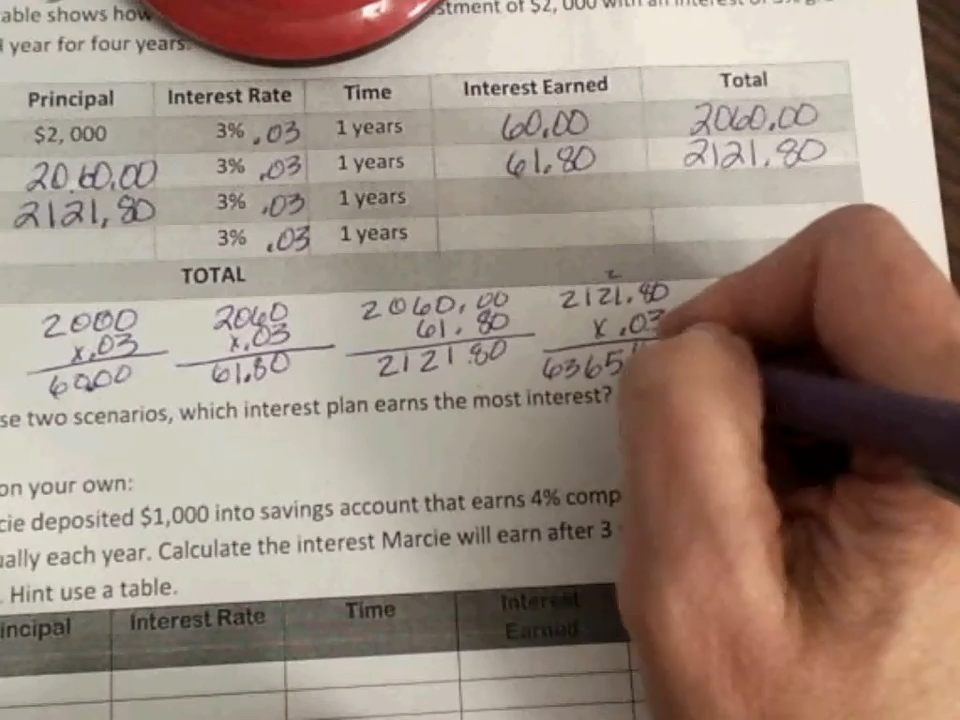 able shows how stment of $2, 000 with an interest of 3%
year for four years.
Principal Interest Rate Time Interest Earned Total
$2, 000 3% .03 1 years 60.00 2060.00
2060.00 3% .03 1 years 61.80 2121.80
2121.80 3% .03 1 years
3% .03 1 years
TOTAL
2000 2060 2060.00 2121.80
x.03 x.03 61.80 x .03
60.00 61.80 2121.80 6365
se two scenarios, which interest plan earns the most interest?
on your own:
cie deposited $1,000 into savings account that earns 4% comp
ually each year. Calculate the interest Marcie will earn after 3
. Hint use a table.
incipal Interest Rate Time Interest
Earned